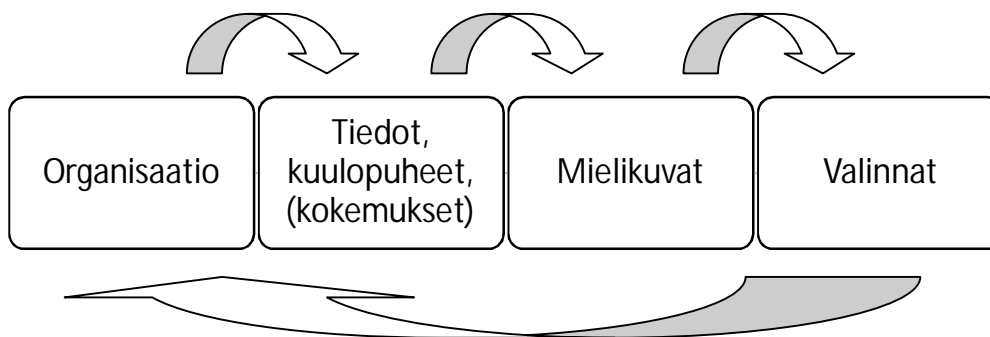 Organisaatio
Tiedot,
kuulopuheet,
(kokemukset)
Mielikuvat
Valinnat